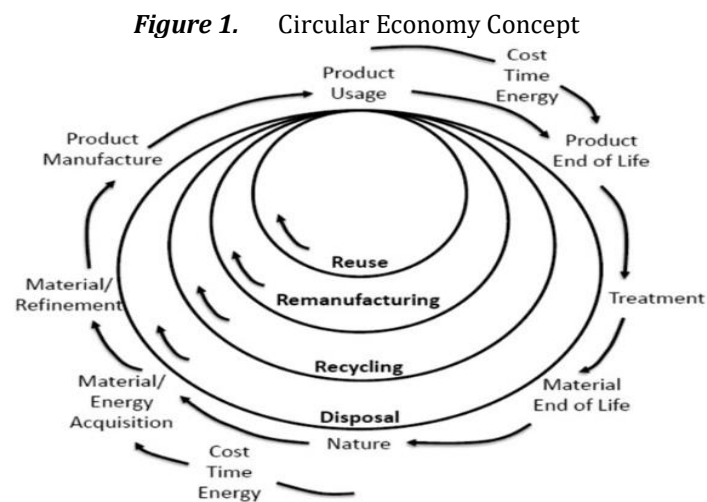 Figure 1. Circular Economy Concept
Cost
Time
Energy
Product
Usage
Product
End of Life
Product
Manufacture
Reuse
Material/
Refinement
Remanufacturing
Treatment
Recycling
Material/
Energy
Acquisition
Material
End of Life
Disposal
Nature
Cost
Time
Energy